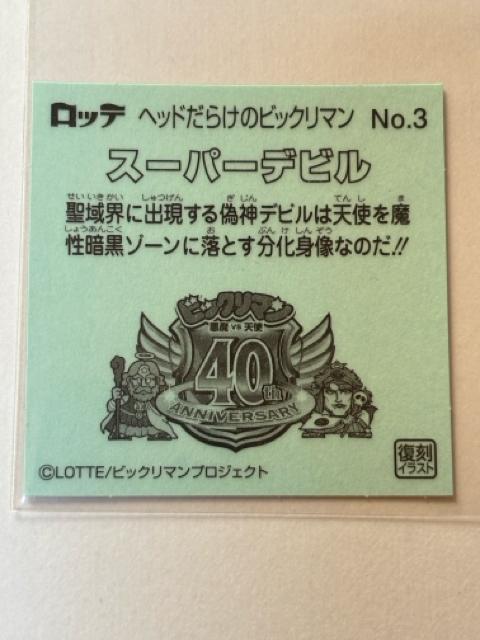 ロッテ ヘッドだらけのビックリマン No.3
スーパーデビル
せいいきかい しゅつげん ぎじん てんし ま
聖域界に出現する偽神デビルは天使を魔
しょうあんこく お ぶんけしんぞう
性暗黒ゾーンに落とす分化身像なのだ!!
ビックリマン
悪魔 VS 天使
40th
ANNIVERSARY
©LOTTE/ビックリマンプロジェクト
復刻
イラスト